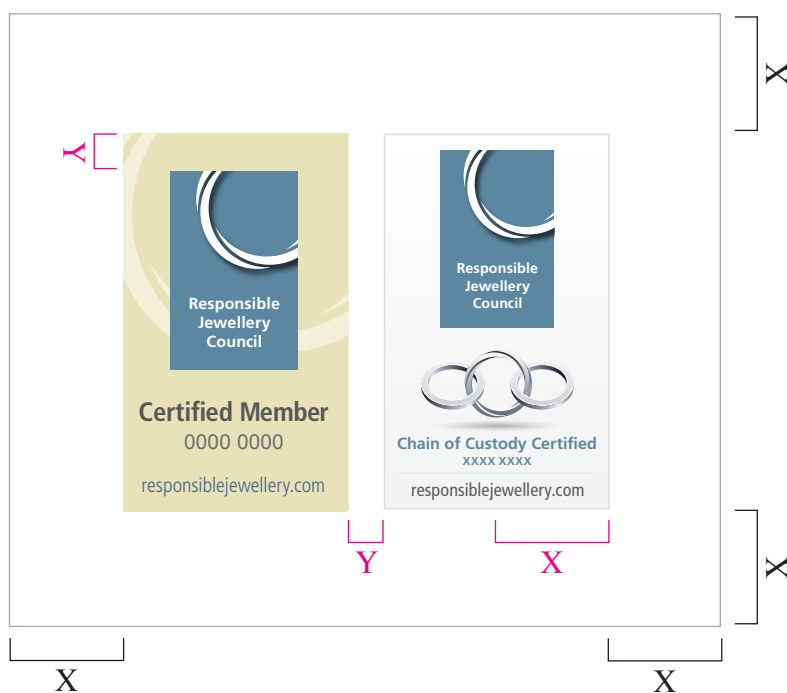 X
Y
Responsible
Jewellery
Council
Certified Member
0000 0000
responsiblejewellery.com
Responsible
Jewellery
Council
Chain of Custody Certified
XXXX XXXX
responsiblejewellery.com
Y
X
X
X
X